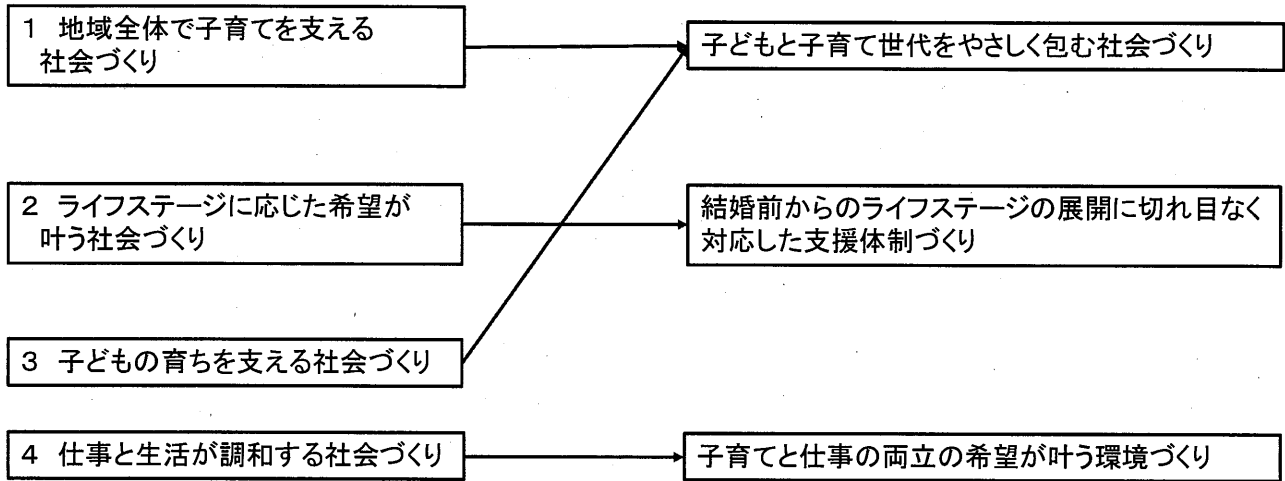 1 地域全体で子育てを支える
社会づくり
子どもと子育て世代をやさしく包む社会づくり
2 ライフステージに応じた希望が
叶う社会づくり
結婚前からのライフステージの展開に切れ目なく
対応した支援体制づくり
3 子どもの育ちを支える社会づくり
4 仕事と生活が調和する社会づくり
子育てと仕事の両立の希望が叶う環境づくり